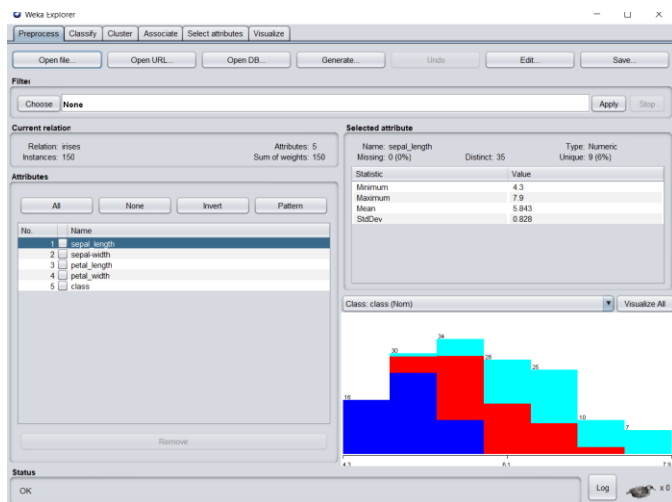 Weka Explorer
Preprocess Classify Cluster Associate Select attributes Visualize
Open file... Open URL... Open DB... Generate... Undo Edit... Save...
Filter
Choose None Apply Stop
Current relation
Relation: irises Attributes: 5
Instances: 150 Sum of weights: 150
Attributes
All None Invert Pattern
No. Name
1 sepal_length
2 sepal-width
3 petal_length
4 petal_width
5 class
Remove
Selected attribute
Name: sepal_length Type: Numeric
Missing: 0 (0%) Distinct: 35 Unique: 9 (6%)
Statistic Value
Minimum 4.3
Maximum 7.9
Mean 5.843
StdDev 0.828
Class: class (Nom) Visualize All
16 30 34 28 25 10 7
4.3 6.1 7.9
Status
OK Log x 0